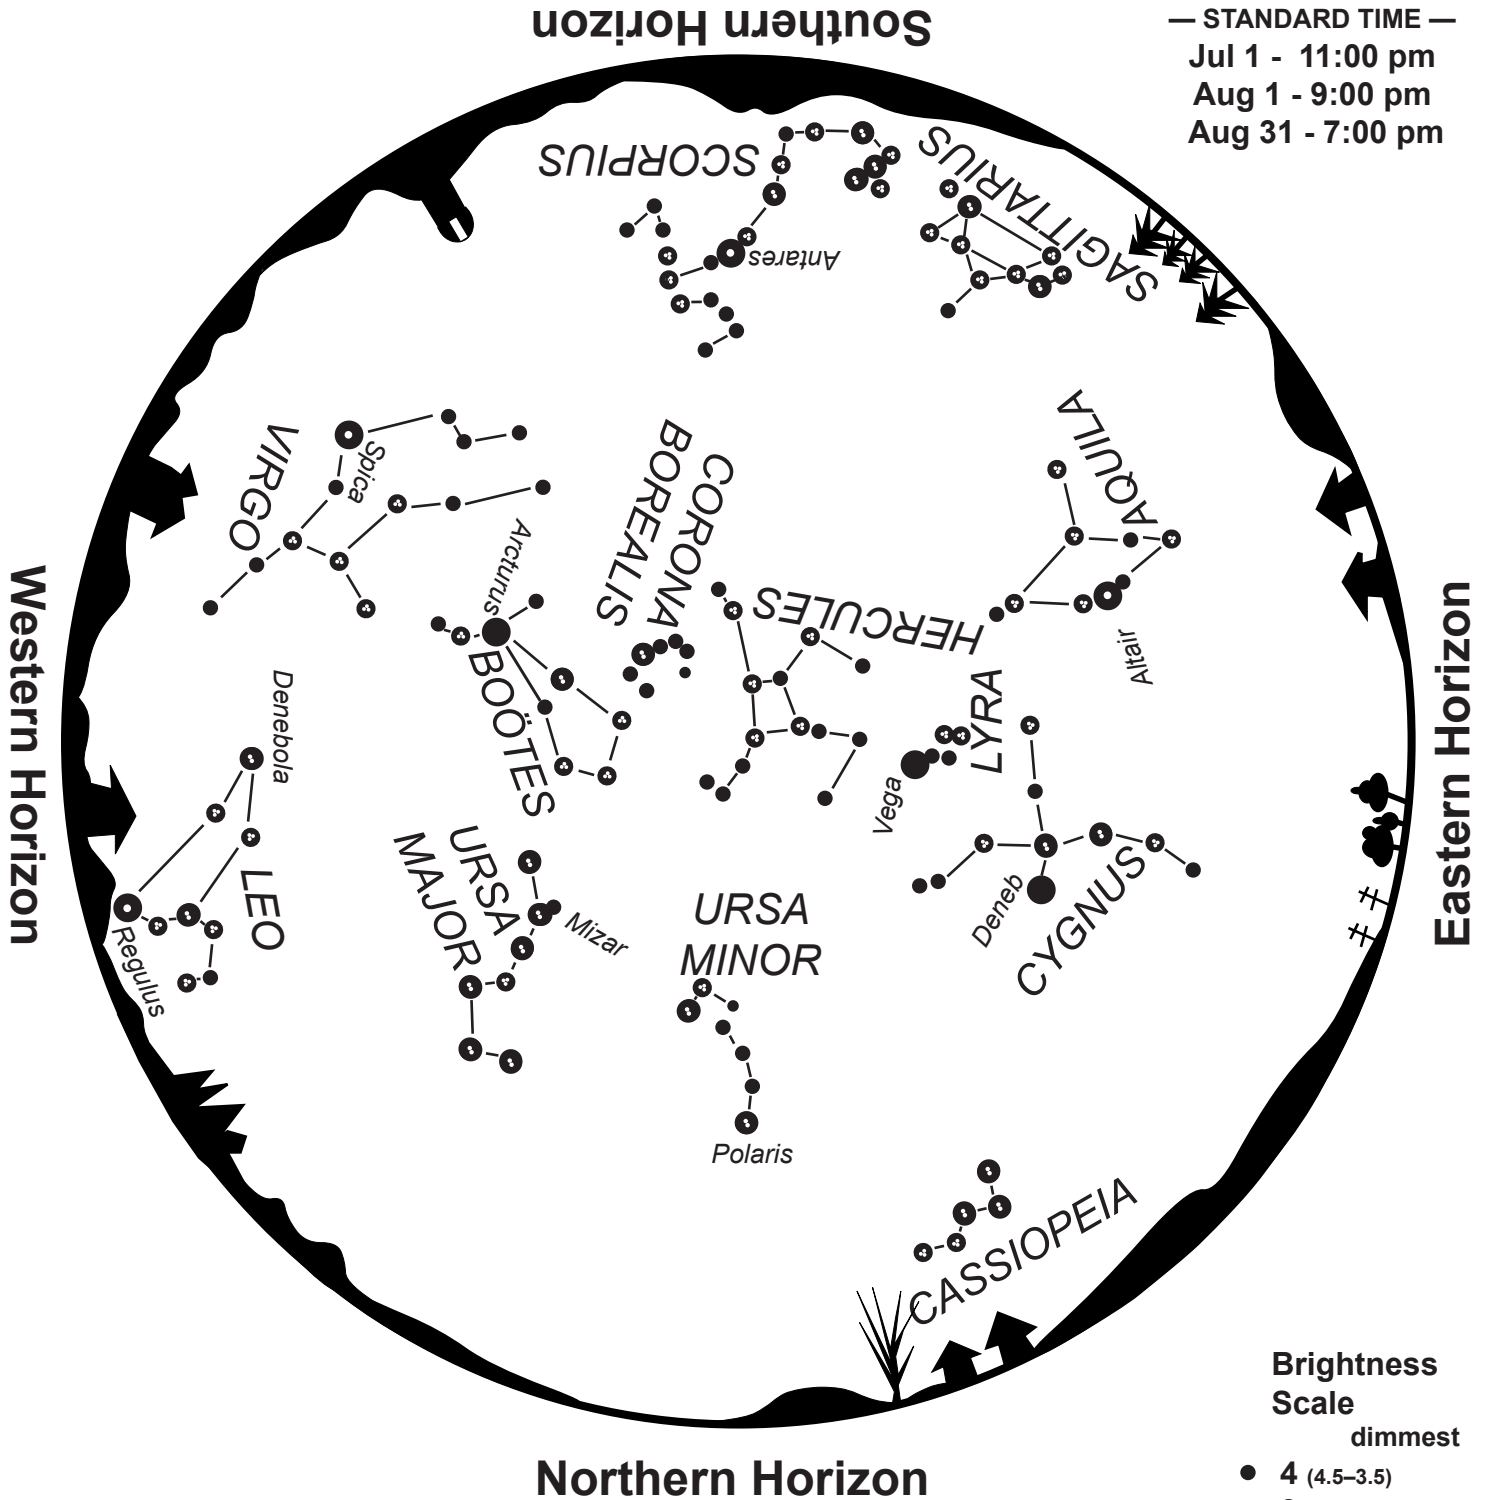 Southern Horizon
— STANDARD TIME —
Jul 1 -  11:00 pm
Aug 1 - 9:00 pm
Aug 31 - 7:00 pm
SCORPIUS
SAGITTARIUS
Antares
VIRGO
Spica
CORONA
BOREALIS
AQUILA
Arcturus
HERCULES
Altair
BOÖTES
LYRA
Vega
Denebola
LEO
Regulus
URSA
MAJOR
Mizar
URSA
MINOR
Polaris
Deneb
CYGNUS
CASSIOPEIA
Western Horizon
Eastern Horizon
Northern Horizon
Brightness
Scale
dimmest
4 (4.5–3.5)